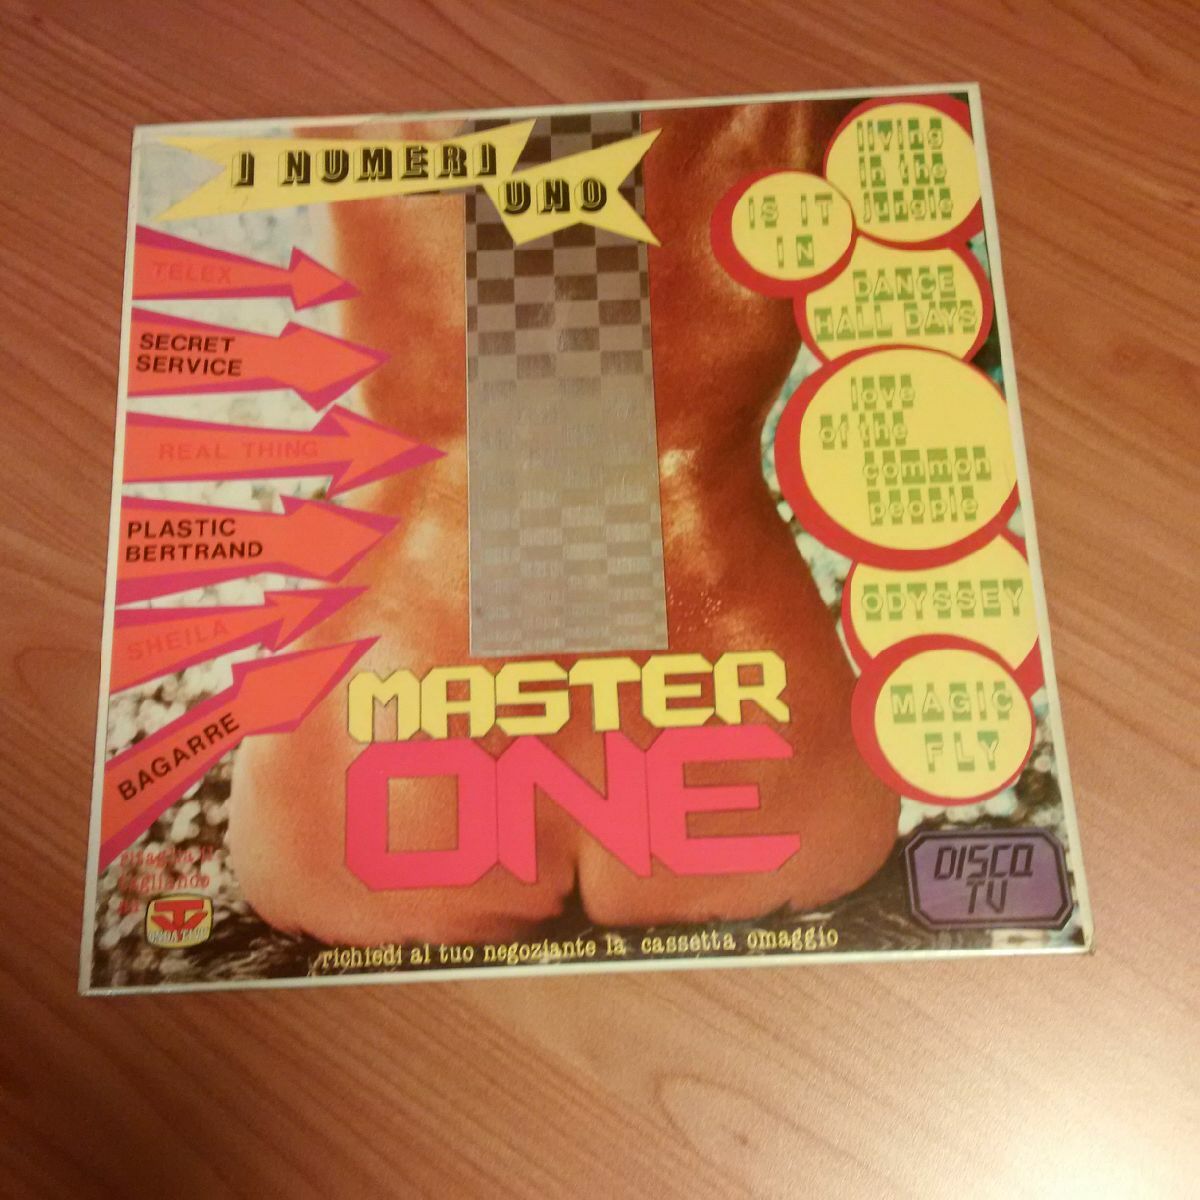 I NUMERI
UNO
TELEX
SECRET
SERVICE
REAL THING
PLASTIC
BERTRAND
SHEILA
BAGARRE
living
in the
jungle
IS IT
IN
DANCE
HALL DAYS
love
of the
common
people
ODYSSEY
MAGIC
FLY
MASTER
ONE
DISCO
TV
tagliando
richiedi al tuo negoziante la cassetta omaggio